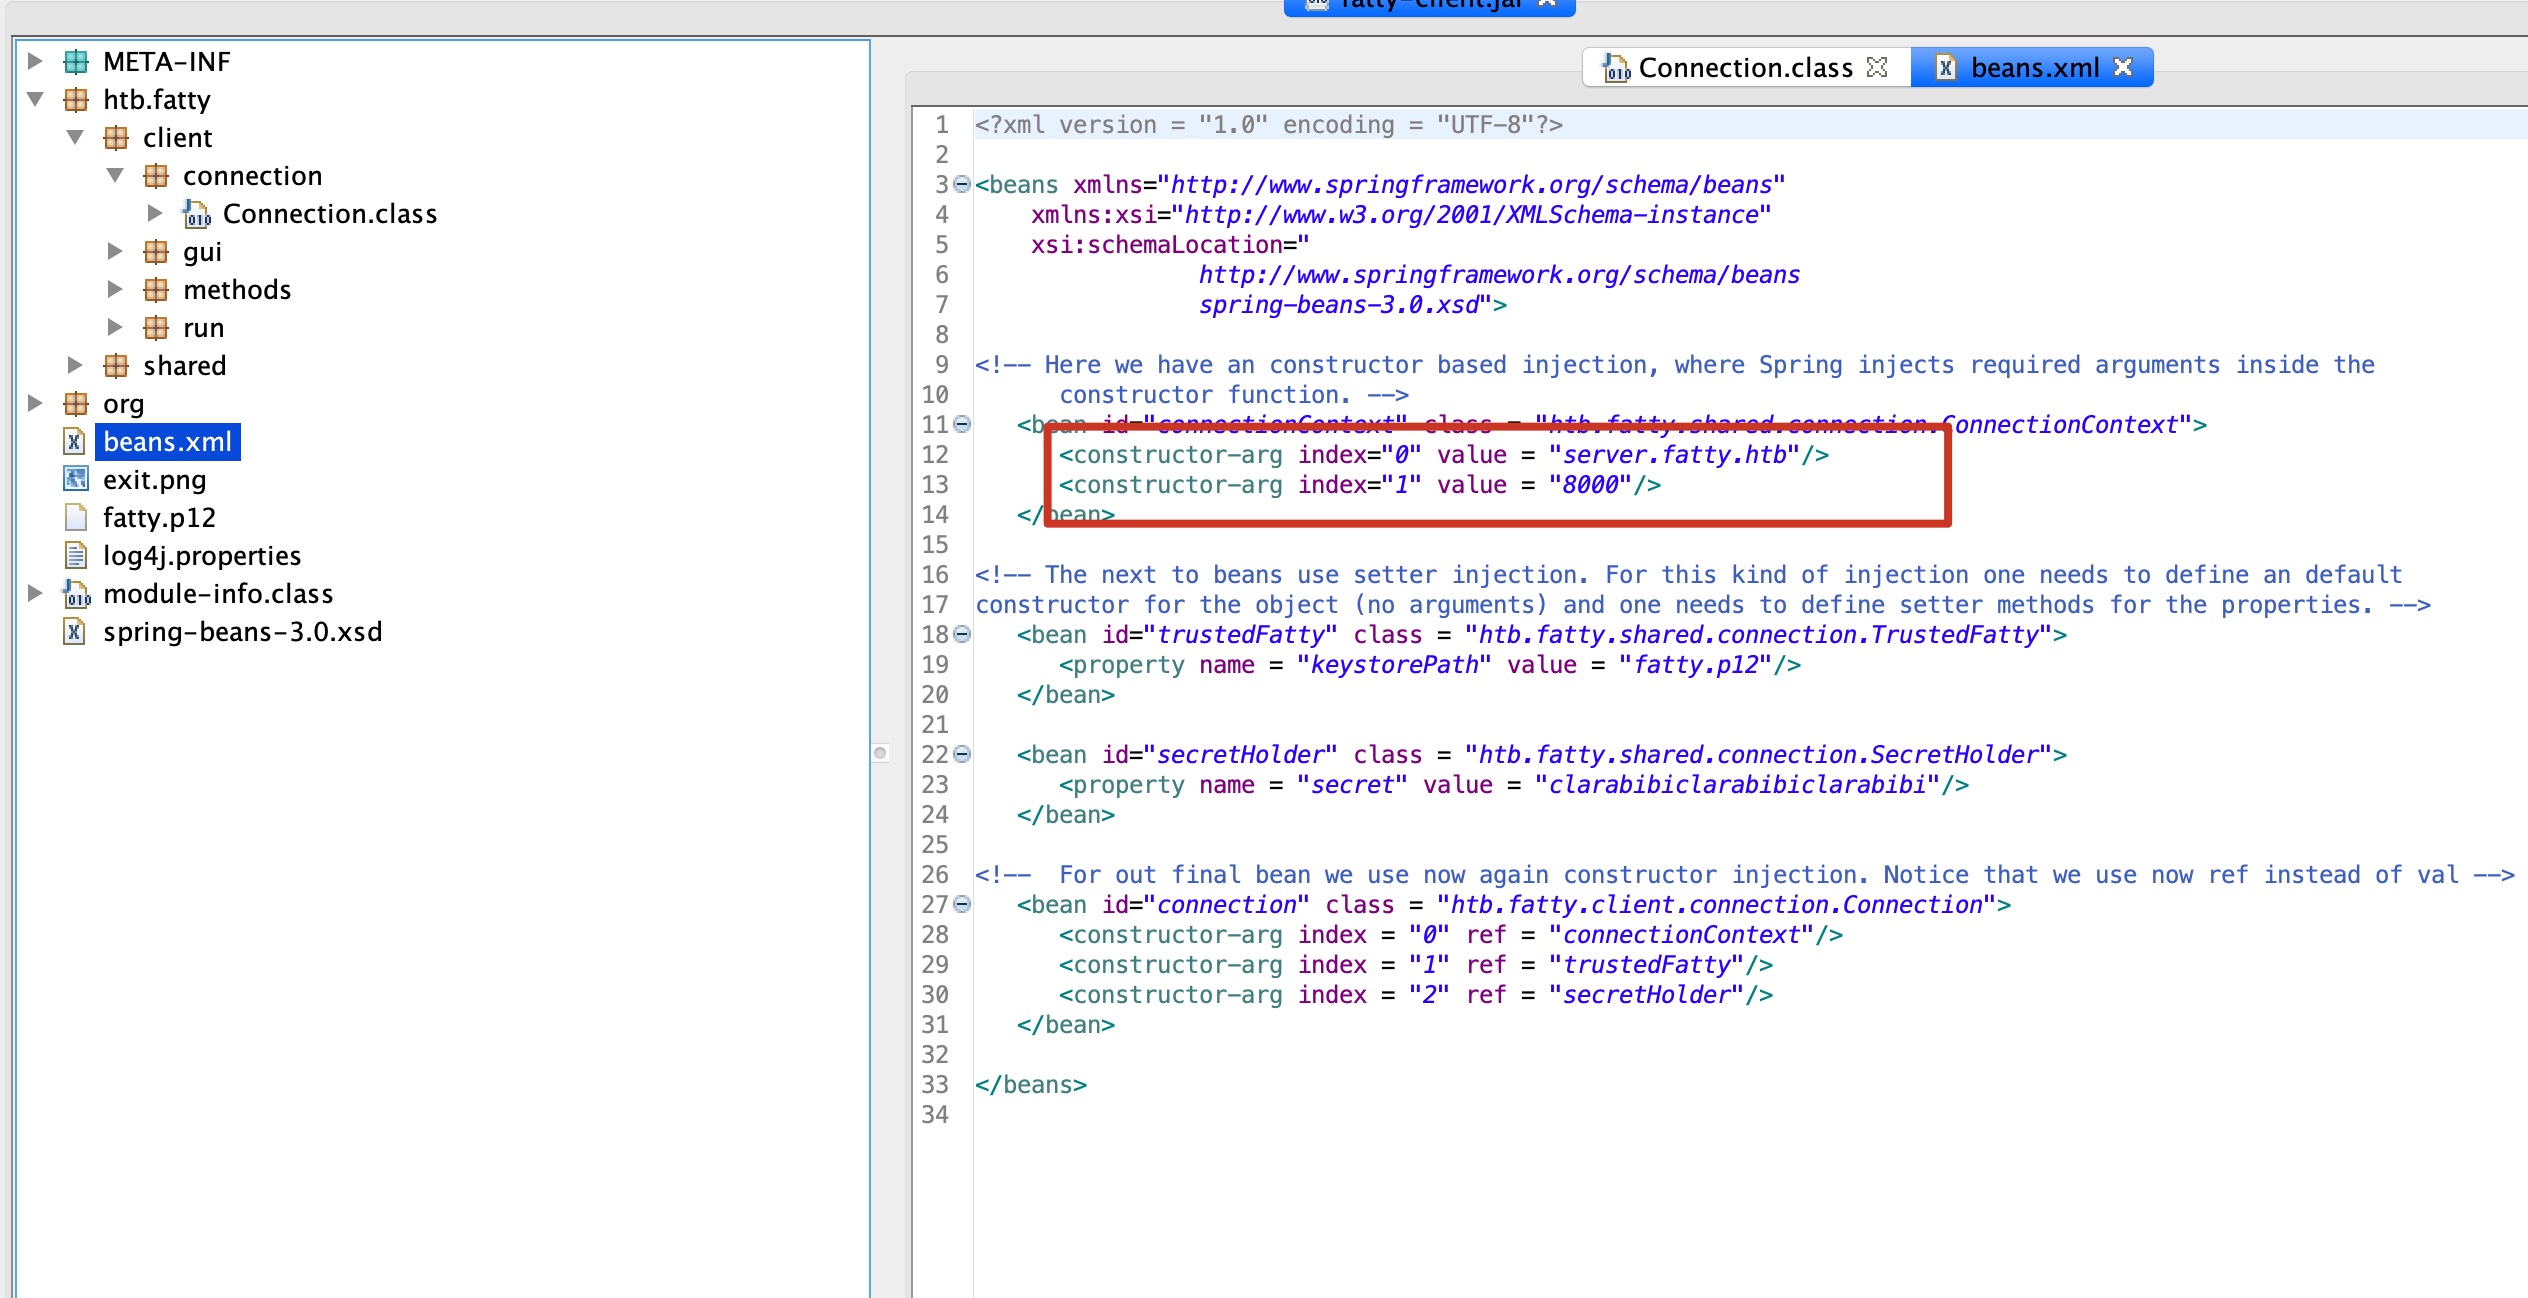 fatty-client.jar
META-INF
htb.fatty
client
connection
Connection.class
gui
methods
run
shared
org
beans.xml
exit.png
fatty.p12
log4j.properties
module-info.class
spring-beans-3.0.xsd
Connection.class
beans.xml
1 <?xml version = "1.0" encoding = "UTF-8"?>
2
3 <beans xmlns="http://www.springframework.org/schema/beans"
4 xmlns:xsi="http://www.w3.org/2001/XMLSchema-instance"
5 xsi:schemaLocation="
6 http://www.springframework.org/schema/beans
7 spring-beans-3.0.xsd">
8
9 <!-- Here we have an constructor based injection, where Spring injects required arguments inside the
10 constructor function. -->
11 <bean id="connectionContext" class = "htb.fatty.shared.connection.ConnectionContext">
12 <constructor-arg index="0" value = "server.fatty.htb"/>
13 <constructor-arg index="1" value = "8000"/>
14 </bean>
15
16 <!-- The next to beans use setter injection. For this kind of injection one needs to define an default
17 constructor for the object (no arguments) and one needs to define setter methods for the properties. -->
18 <bean id="trustedFatty" class = "htb.fatty.shared.connection.TrustedFatty">
19 <property name = "keystorePath" value = "fatty.p12"/>
20 </bean>
21
22 <bean id="secretHolder" class = "htb.fatty.shared.connection.SecretHolder">
23 <property name = "secret" value = "clarabibiclarabibiclarabibi"/>
24 </bean>
25
26 <!--  For out final bean we use now again constructor injection. Notice that we use now ref instead of val -->
27 <bean id="connection" class = "htb.fatty.client.connection.Connection">
28 <constructor-arg index = "0" ref = "connectionContext"/>
29 <constructor-arg index = "1" ref = "trustedFatty"/>
30 <constructor-arg index = "2" ref = "secretHolder"/>
31 </bean>
32
33 </beans>
34